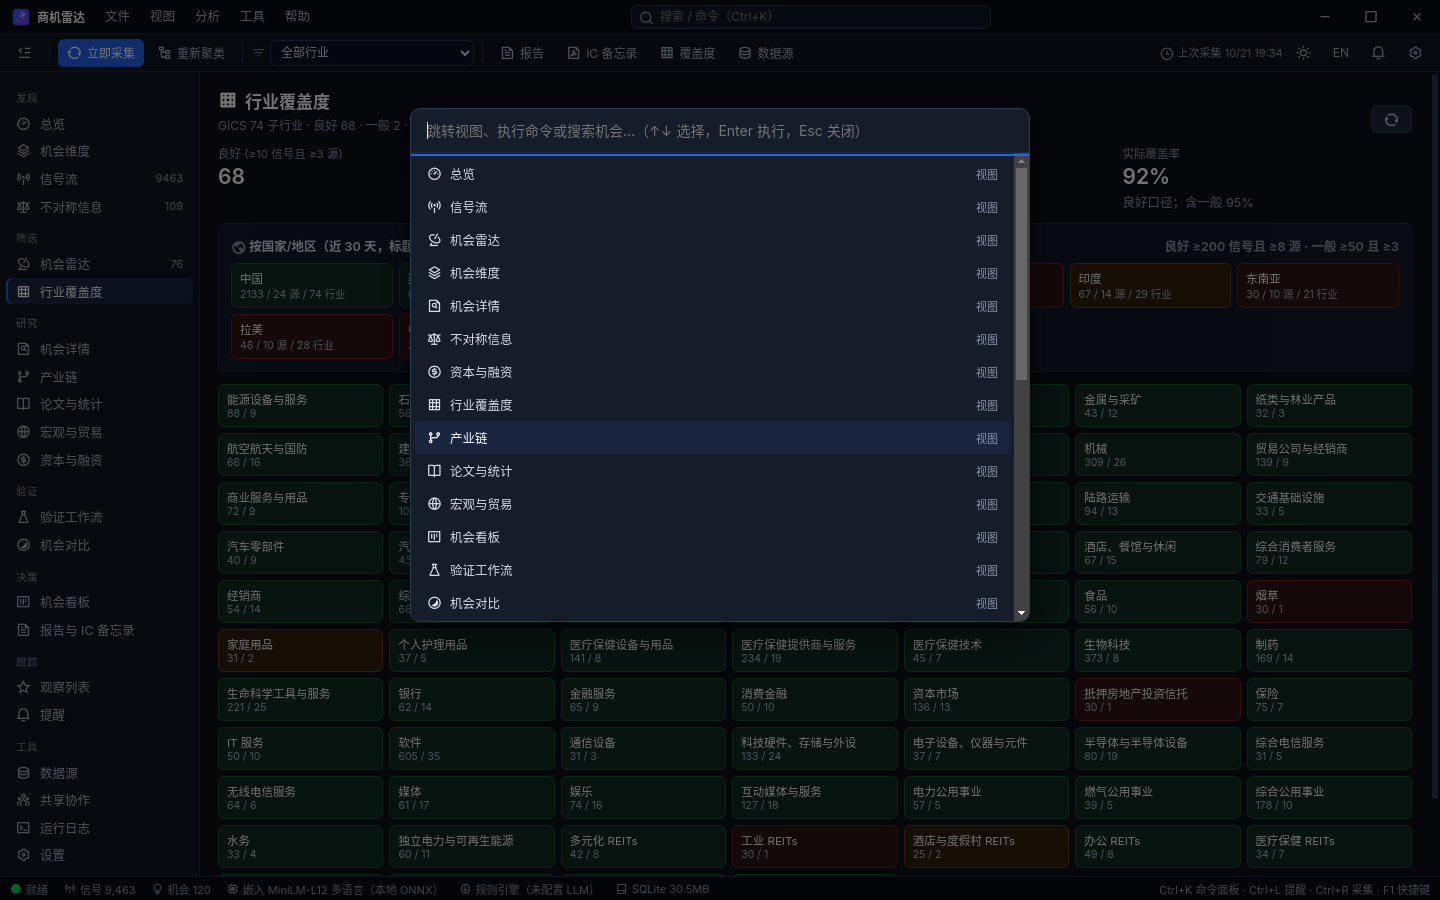 商机雷达 文件 视图 分析 工具 帮助 搜索 / 命令（Ctrl+K）
立即采集 重新聚类 全部行业 报告 IC 备忘录 覆盖度 数据源 上次采集 10/21 19:34 EN
发现
总览
机会维度
信号流 9463
不对称信息 109
筛选
机会雷达 76
行业覆盖度
研究
机会详情
产业链
论文与统计
宏观与贸易
资本与融资
验证
验证工作流
机会对比
决策
机会看板
报告与 IC 备忘录
跟踪
观察列表
提醒
工具
数据源
共享协作
运行日志
设置
行业覆盖度
GICS 74 子行业 · 良好 68 · 一般 2 ·
良好 (≥10 信号且 ≥3 源)
68
实际覆盖率
92%
良好口径；含一般 95%
按国家/地区（近 30 天，标题
良好 ≥200 信号且 ≥8 源 · 一般 ≥50 且 ≥3
中国
2133 / 24 源 / 74 行业
印度
67 / 14 源 / 29 行业
东南亚
30 / 10 源 / 21 行业
拉美
46 / 10 源 / 28 行业
跳转视图、执行命令或搜索机会...（↑↓ 选择，Enter 执行，Esc 关闭）
总览 视图
信号流 视图
机会雷达 视图
机会维度 视图
机会详情 视图
不对称信息 视图
资本与融资 视图
行业覆盖度 视图
产业链 视图
论文与统计 视图
宏观与贸易 视图
机会看板 视图
验证工作流 视图
机会对比 视图
能源设备与服务 石 金属与采矿 纸类与林业产品
88 / 9 56 43 / 12 32 / 3
航空航天与国防 建 机械 贸易公司与经销商
66 / 16 36 309 / 26 139 / 9
商业服务与用品 专 陆路运输 交通基础设施
72 / 9 10 94 / 13 33 / 5
汽车零部件 汽 酒店、餐馆与休闲 综合消费者服务
40 / 9 43 67 / 15 79 / 12
经销商 综 食品 烟草
54 / 14 66 56 / 10 30 / 1
家庭用品 个人护理用品 医疗保健设备与用品 医疗保健提供商与服务 医疗保健技术 生物科技 制药
31 / 2 37 / 5 141 / 8 234 / 19 45 / 7 373 / 8 169 / 14
生命科学工具与服务 银行 金融服务 消费金融 资本市场 抵押房地产投资信托 保险
221 / 25 62 / 14 65 / 9 50 / 10 136 / 13 30 / 1 75 / 7
IT 服务 软件 通信设备 科技硬件、存储与外设 电子设备、仪器与元件 半导体与半导体设备 综合电信服务
50 / 10 605 / 35 31 / 3 133 / 24 37 / 7 80 / 19 31 / 5
无线电信服务 媒体 娱乐 互动媒体与服务 电力公用事业 燃气公用事业 综合公用事业
64 / 6 61 / 17 74 / 16 127 / 18 57 / 5 39 / 5 178 / 10
水务 独立电力与可再生能源 多元化 REITs 工业 REITs 酒店与度假村 REITs 办公 REITs 医疗保健 REITs
33 / 4 60 / 11 42 / 8 30 / 1 25 / 2 49 / 8 34 / 7
就绪 信号 9,463 机会 120 嵌入 MiniLM-L12 多语言（本地 ONNX） 规则引擎（未配置 LLM） SQLite 30.5MB Ctrl+K 命令面板 · Ctrl+L 提醒 · Ctrl+R 采集 · F1 快捷键